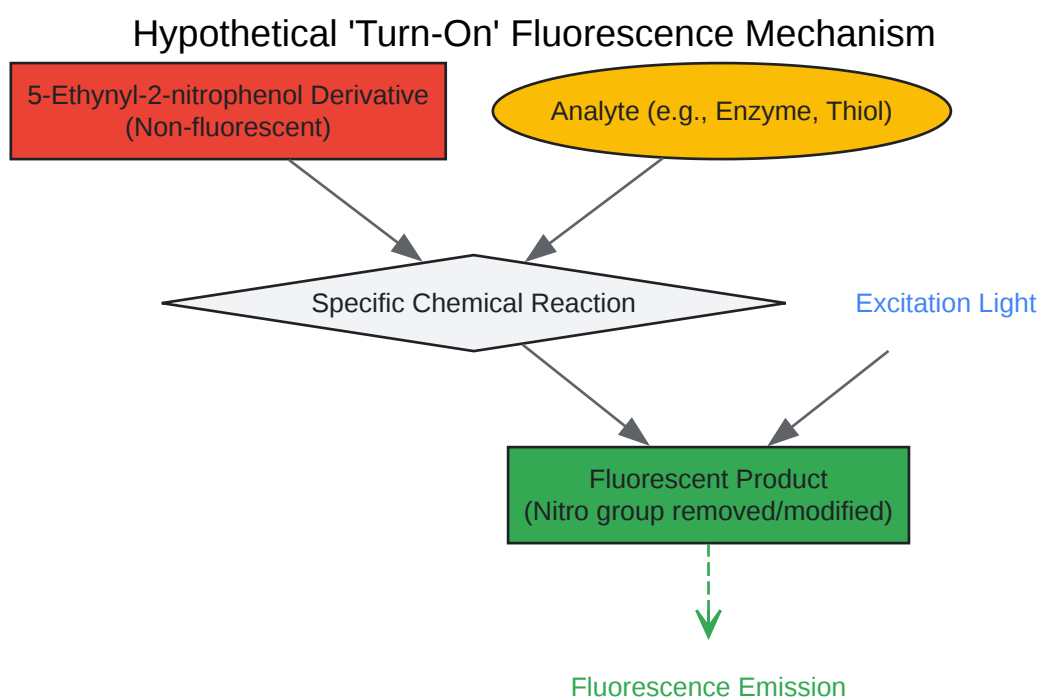 Hypothetical 'Turn-On' Fluorescence Mechanism
5-Ethynyl-2-nitrophenol Derivative
(Non-fluorescent)
Analyte (e.g., Enzyme, Thiol)
Specific Chemical Reaction
Excitation Light
Fluorescent Product
(Nitro group removed/modified)
Fluorescence Emission